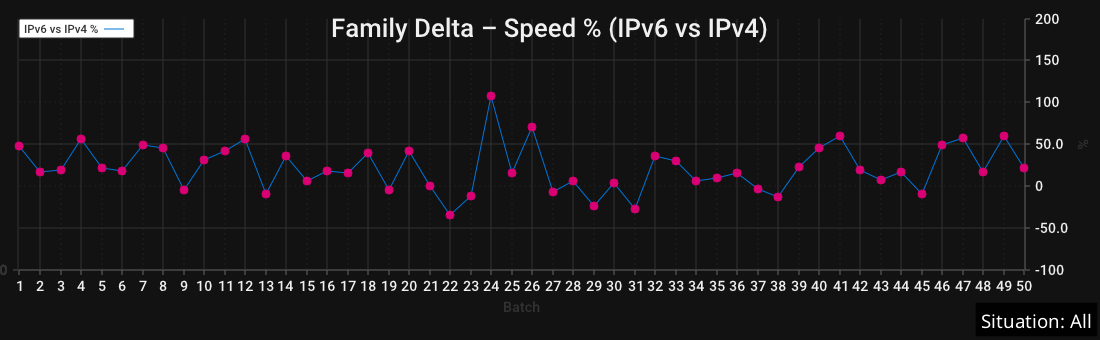 Family Delta – Speed % (IPv6 vs IPv4)
IPv6 vs IPv4 %
200
150
100
50.0
0
-50.0
-100
%
0
1 2 3 4 5 6 7 8 9 10 11 12 13 14 15 16 17 18 19 20 21 22 23 24 25 26 27 28 29 30 31 32 33 34 35 36 37 38 39 40 41 42 43 44 45 46 47 48 49 50
Batch
Situation: All